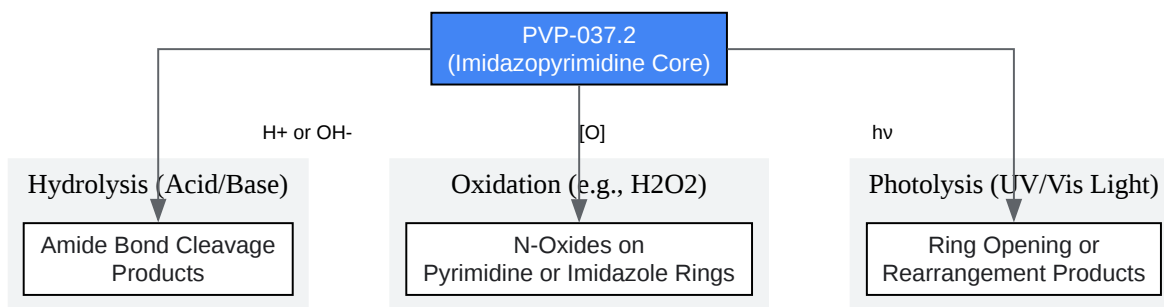 PVP-037.2
(Imidazopyrimidine Core)
H+ or OH-
[O]
hν
Hydrolysis (Acid/Base)
Oxidation (e.g., H2O2)
Photolysis (UV/Vis Light)
Amide Bond Cleavage
Products
N-Oxides on
Pyrimidine or Imidazole Rings
Ring Opening or
Rearrangement Products